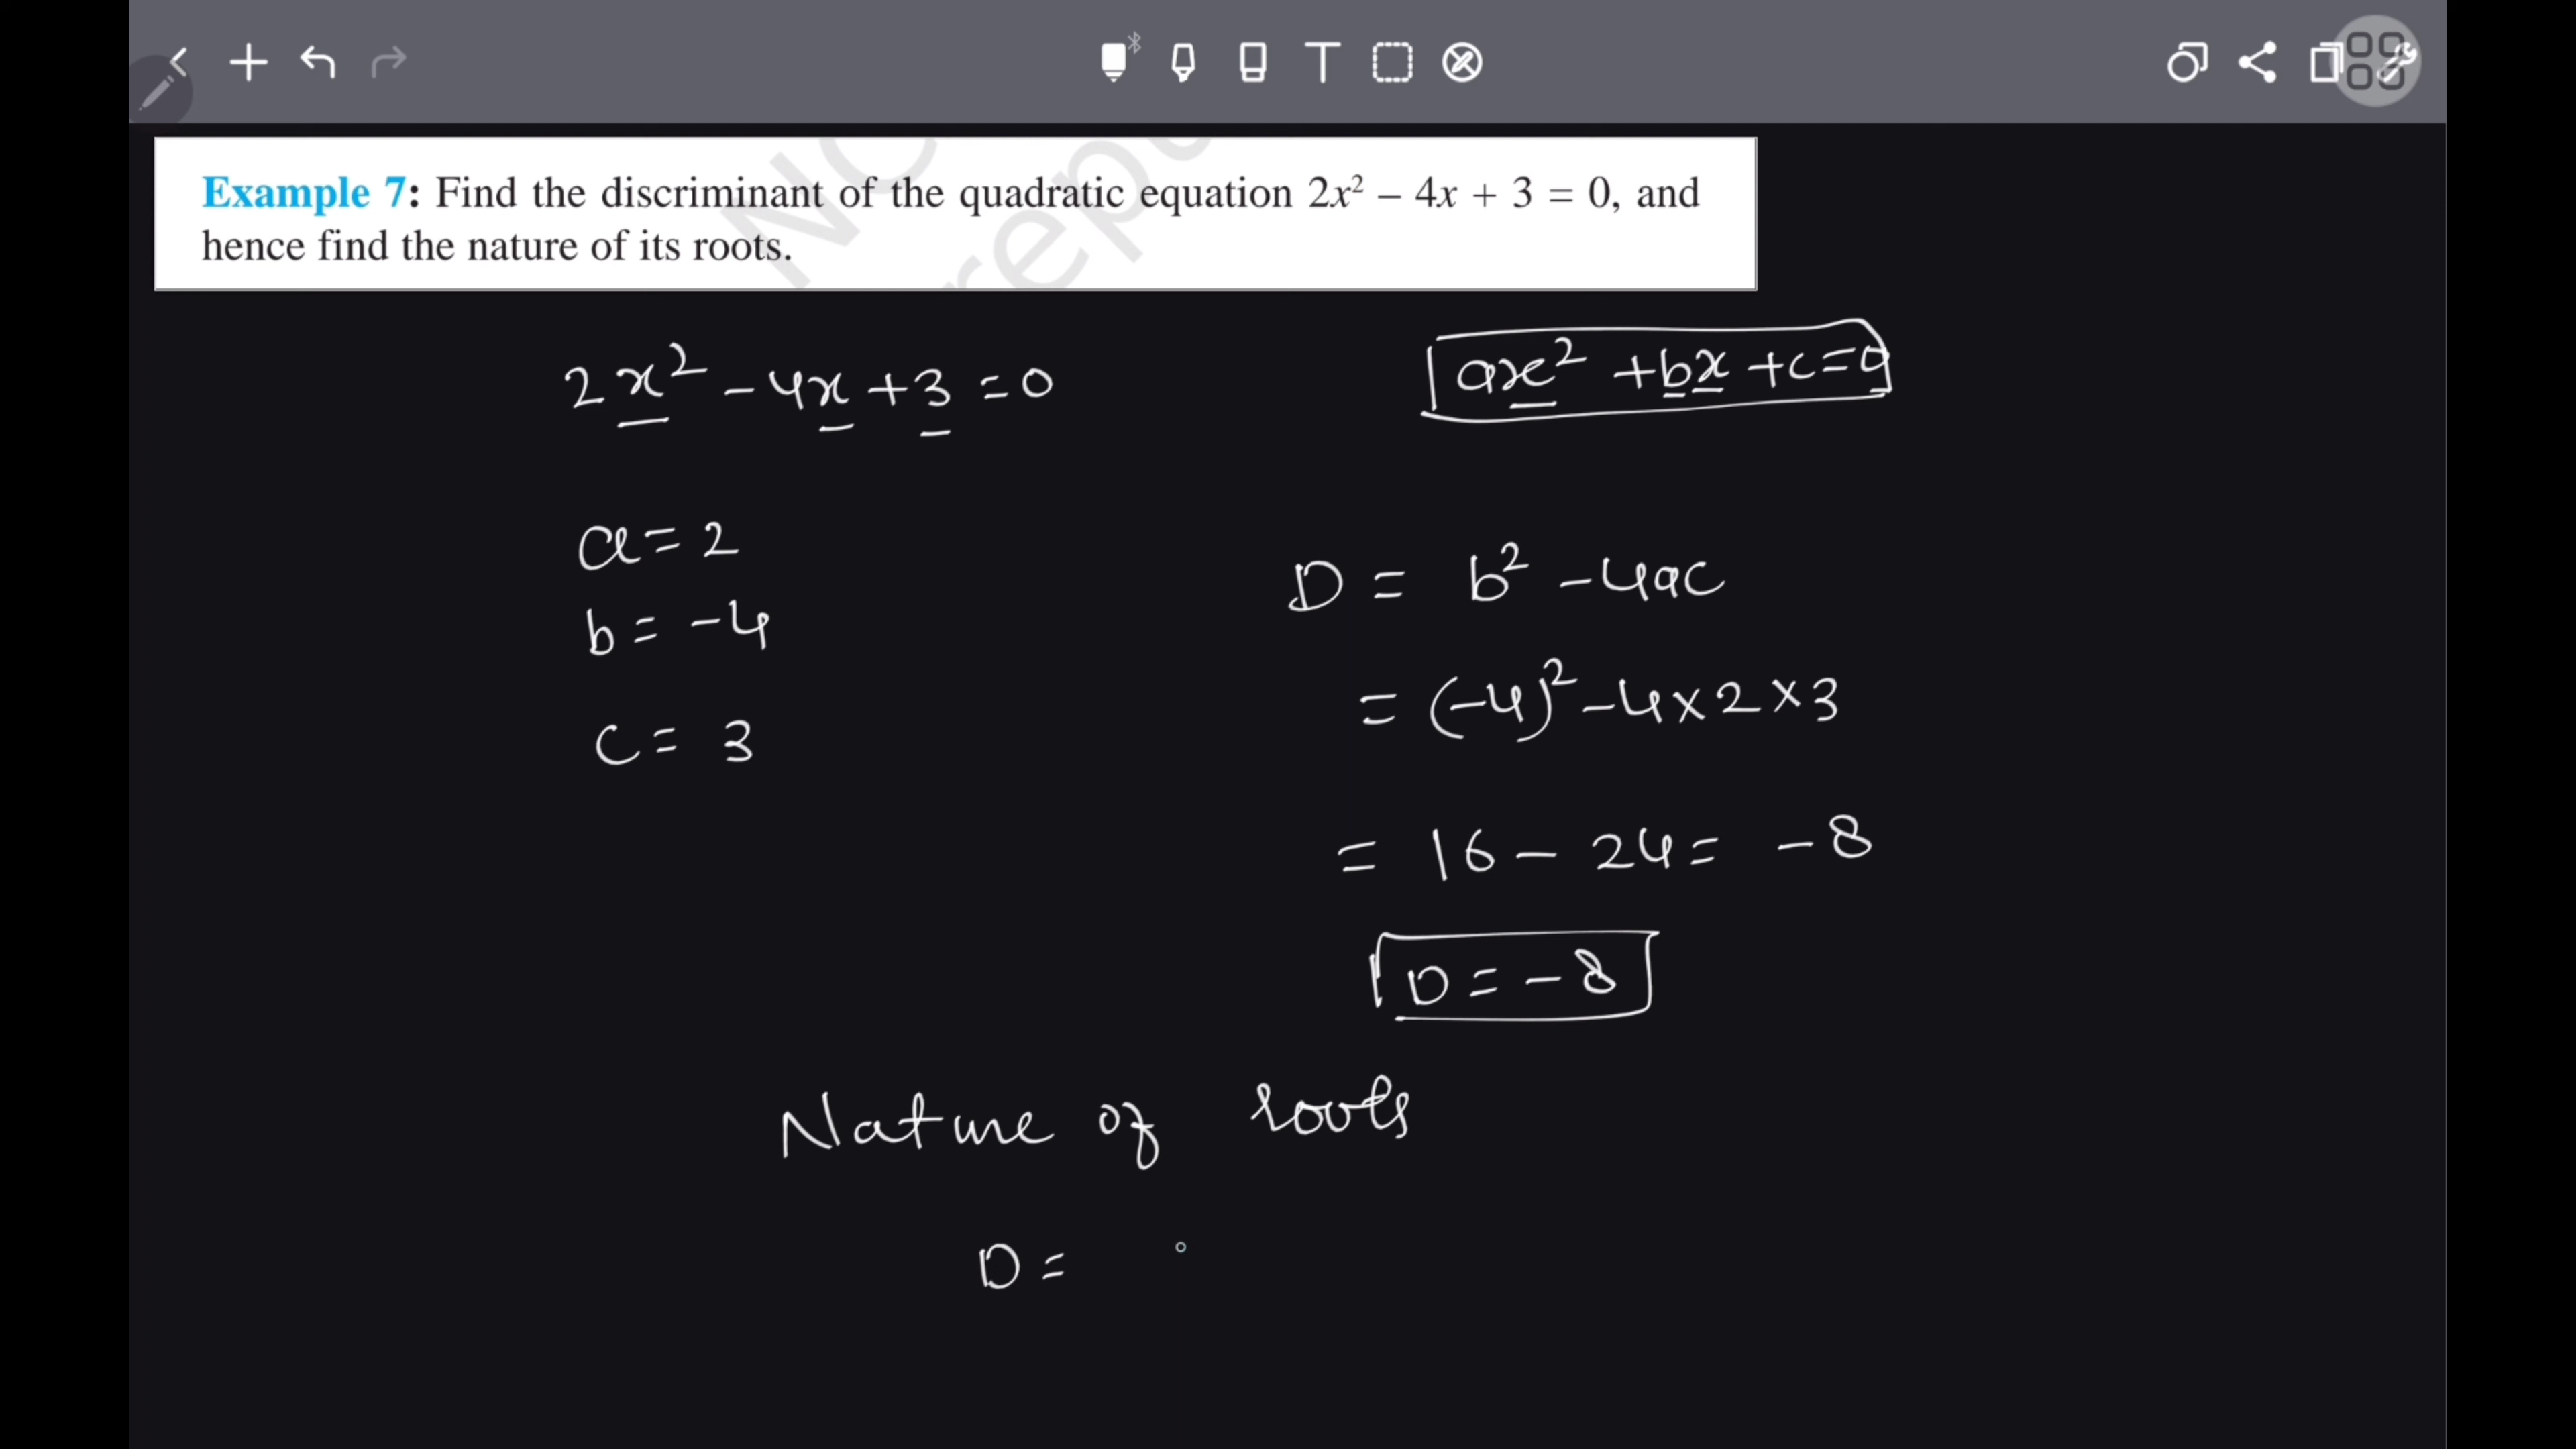 Example 7: Find the discriminant of the quadratic equation 2x² – 4x + 3 = 0, and
hence find the nature of its roots.
2x² - 4x + 3 = 0
ax² + bx + c = 0
a = 2
b = -4
c = 3
D = b² - 4ac
= (-4)² - 4 × 2 × 3
= 16 - 24 = -8
D = -8
Nature of roots
D =